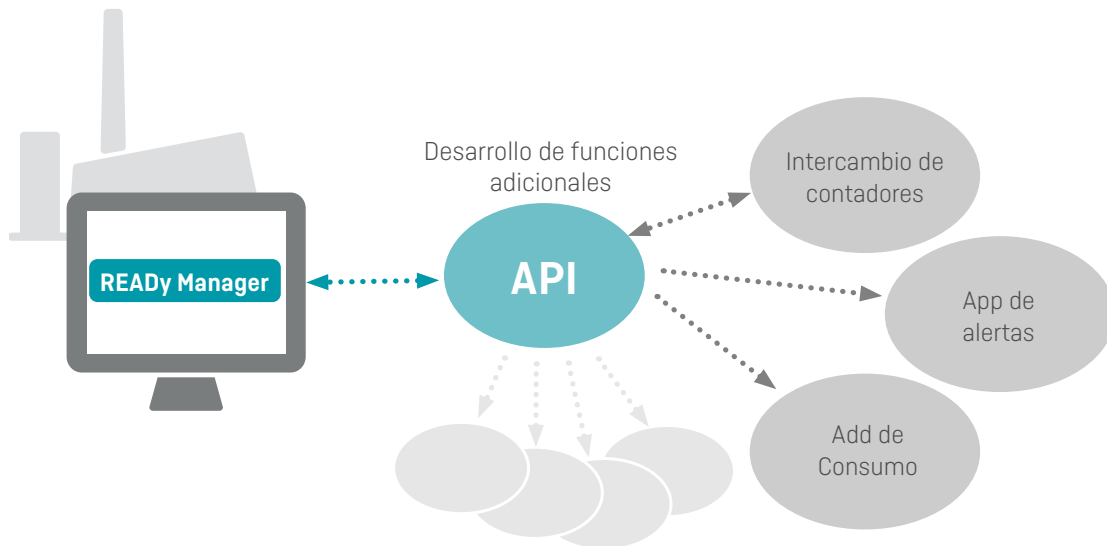 Desarrollo de funciones
adicionales
READy Manager
API
Intercambio de
contadores
App de
alertas
Add de
Consumo